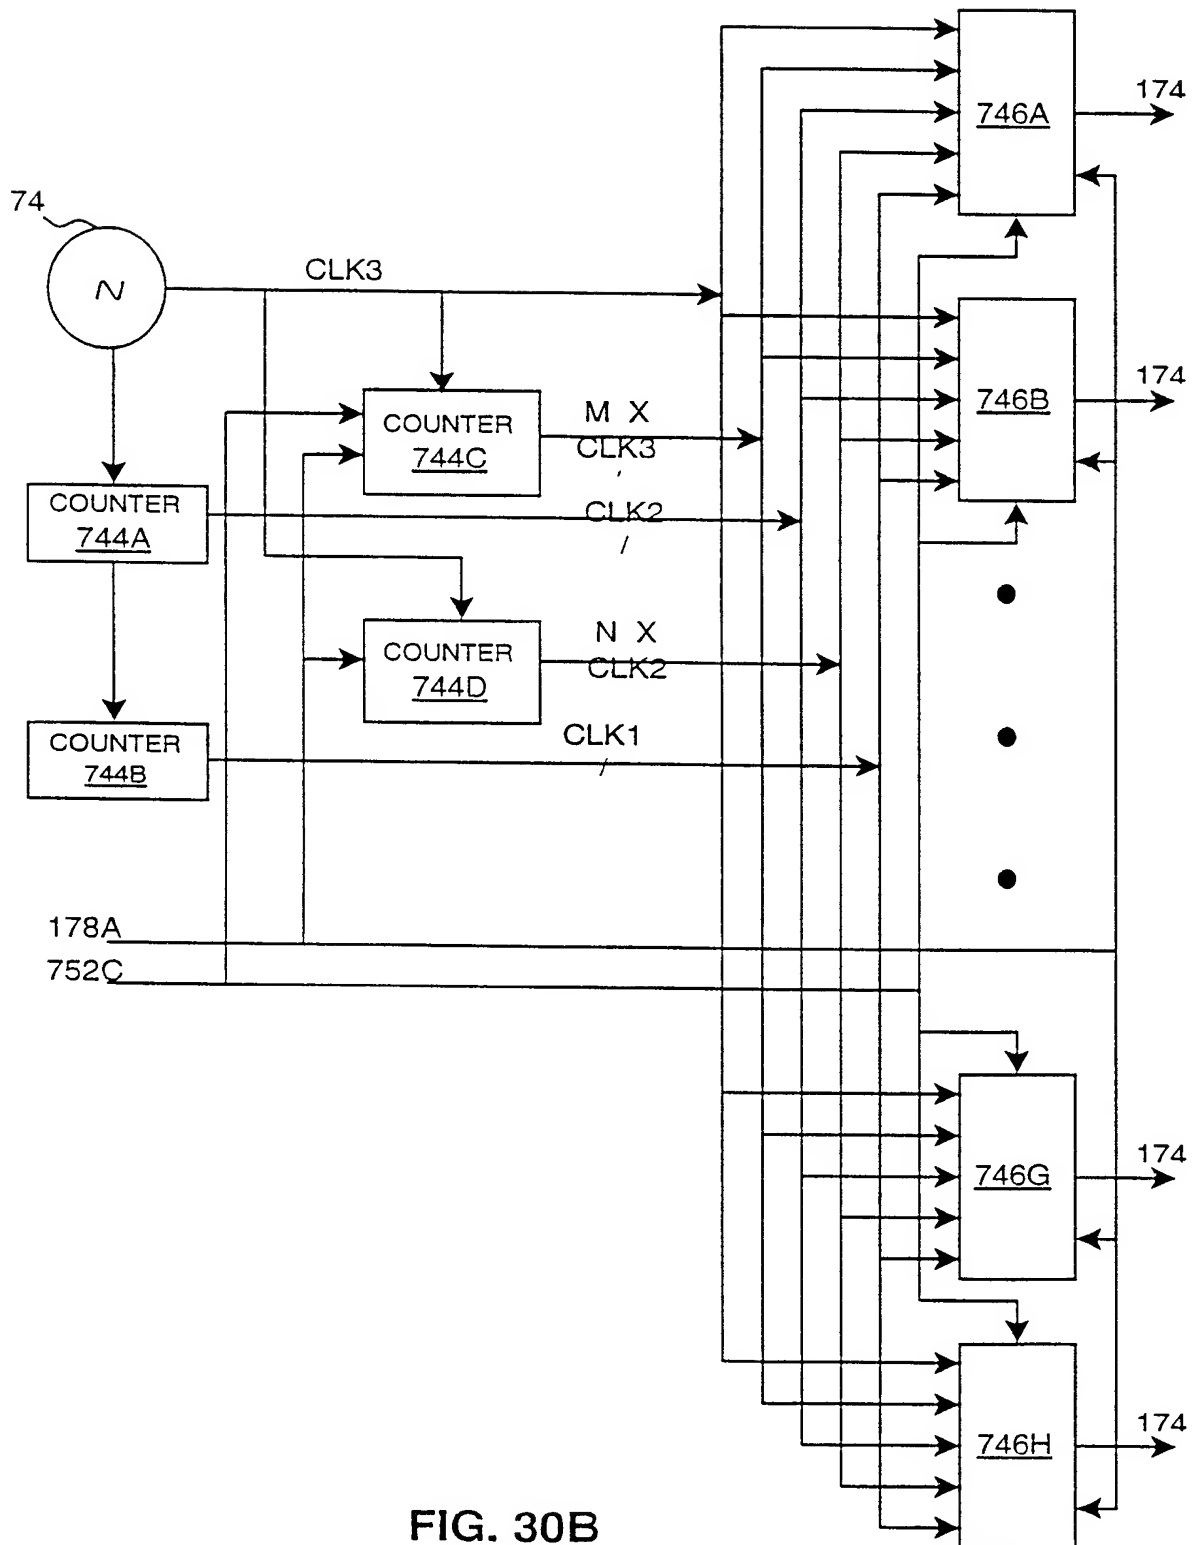 174
746A
74
N
CLK3
174
746B
COUNTER
744C
M X
CLK3
COUNTER
744A
CLK2
COUNTER
744D
N X
CLK2
COUNTER
744B
CLK1
178A
752C
174
746G
174
746H
FIG. 30B